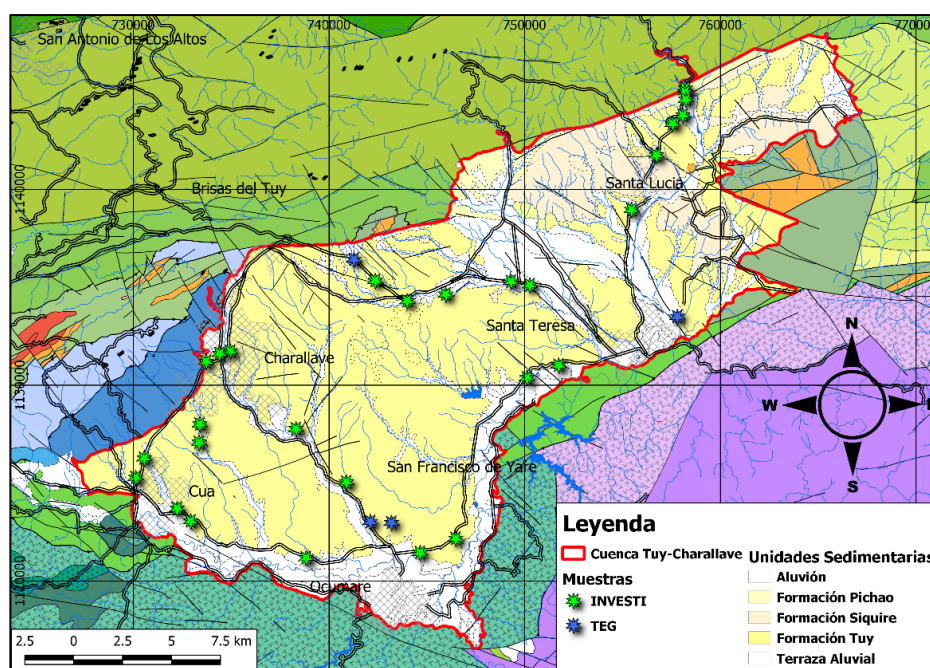 730000 740000 750000 760000 770000
San Antonio de Los Altos
1140000
Brisas del Tuy
Santa Lucia
Santa Teresa
Charallave
1130000
San Francisco de Yare
Cua
Ocumare
1120000
N
W
S
2.5 0 2.5 5 7.5 km
Leyenda
Cuenca Tuy-Charallave
Muestras
INVESTI
TEG
Unidades Sedimentarias
Aluvión
Formación Pichao
Formación Siquire
Formación Tuy
Terraza Aluvial